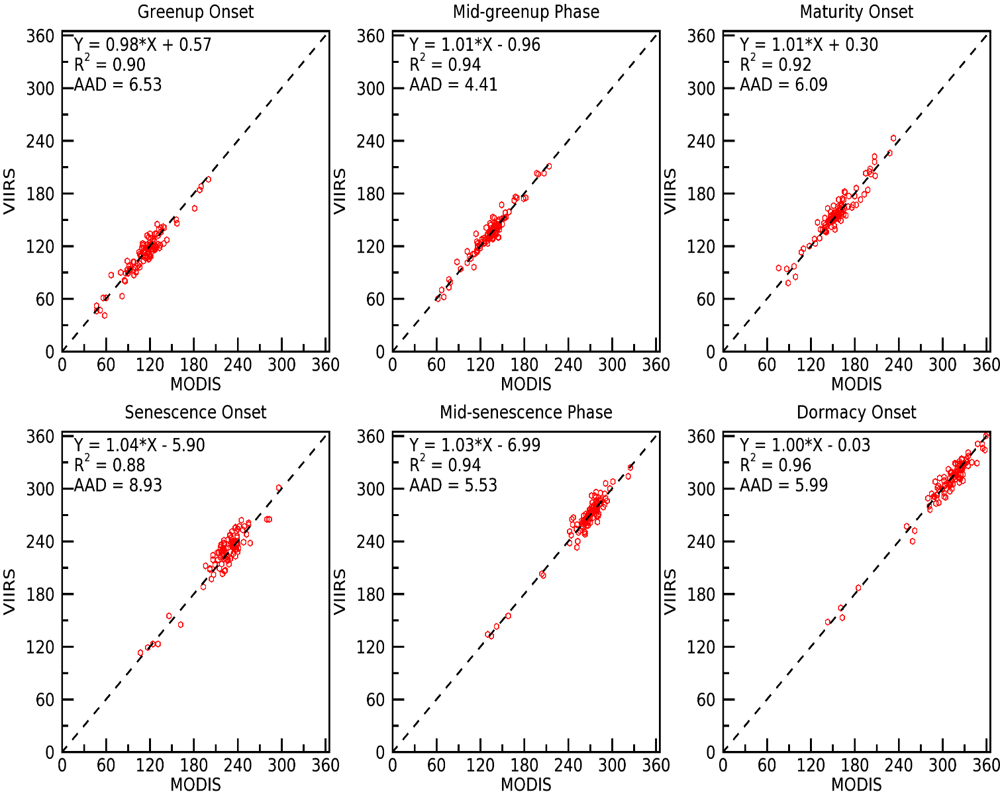 Greenup Onset
Y = 0.98*X + 0.57
R² = 0.90
AAD = 6.53
360
300
240
180
120
60
0
VIIRS
0 60 120 180 240 300 360
MODIS
Mid-greenup Phase
Y = 1.01*X - 0.96
R² = 0.94
AAD = 4.41
360
300
240
180
120
60
0
VIIRS
0 60 120 180 240 300 360
MODIS
Maturity Onset
Y = 1.01*X + 0.30
R² = 0.92
AAD = 6.09
360
300
240
180
120
60
0
VIIRS
0 60 120 180 240 300 360
MODIS
Senescence Onset
Y = 1.04*X - 5.90
R² = 0.88
AAD = 8.93
360
300
240
180
120
60
0
VIIRS
0 60 120 180 240 300 360
MODIS
Mid-senescence Phase
Y = 1.03*X - 6.99
R² = 0.94
AAD = 5.53
360
300
240
180
120
60
0
VIIRS
0 60 120 180 240 300 360
MODIS
Dormacy Onset
Y = 1.00*X - 0.03
R² = 0.96
AAD = 5.99
360
300
240
180
120
60
0
VIIRS
0 60 120 180 240 300 360
MODIS